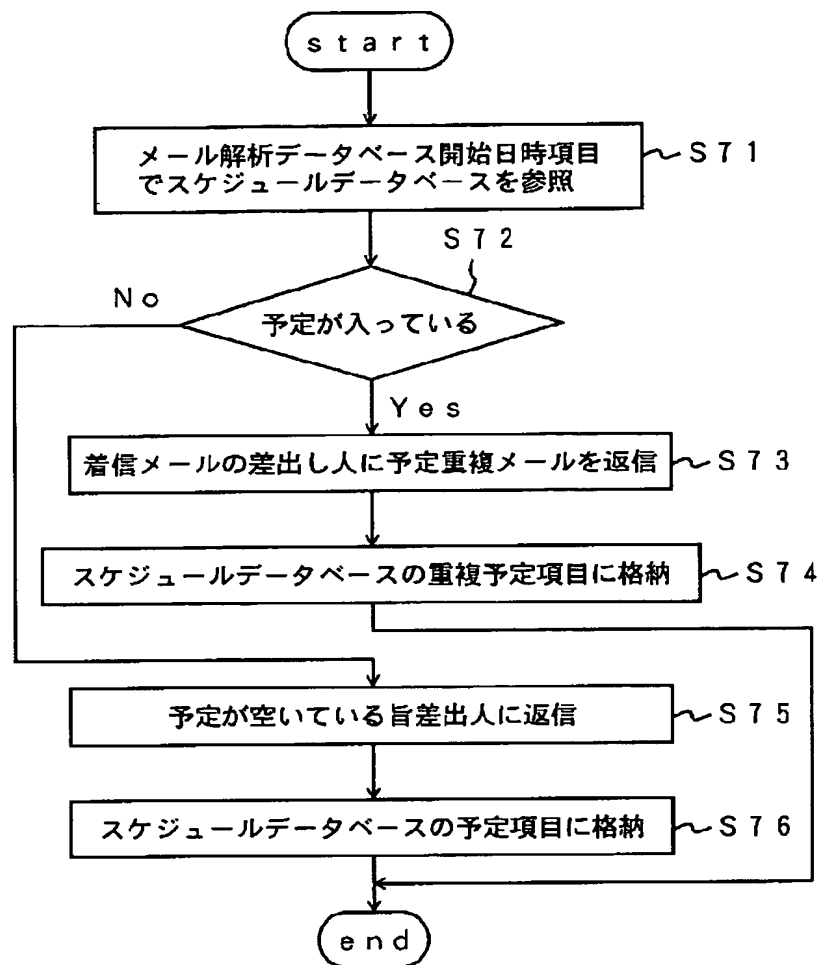 start
メール解析データベース開始日時項目
でスケジュールデータベースを参照
S71
S72
No
予定が入っている
Yes
着信メールの差出し人に予定重複メールを返信
S73
スケジュールデータベースの重複予定項目に格納
S74
予定が空いている旨差出人に返信
S75
スケジュールデータベースの予定項目に格納
S76
end